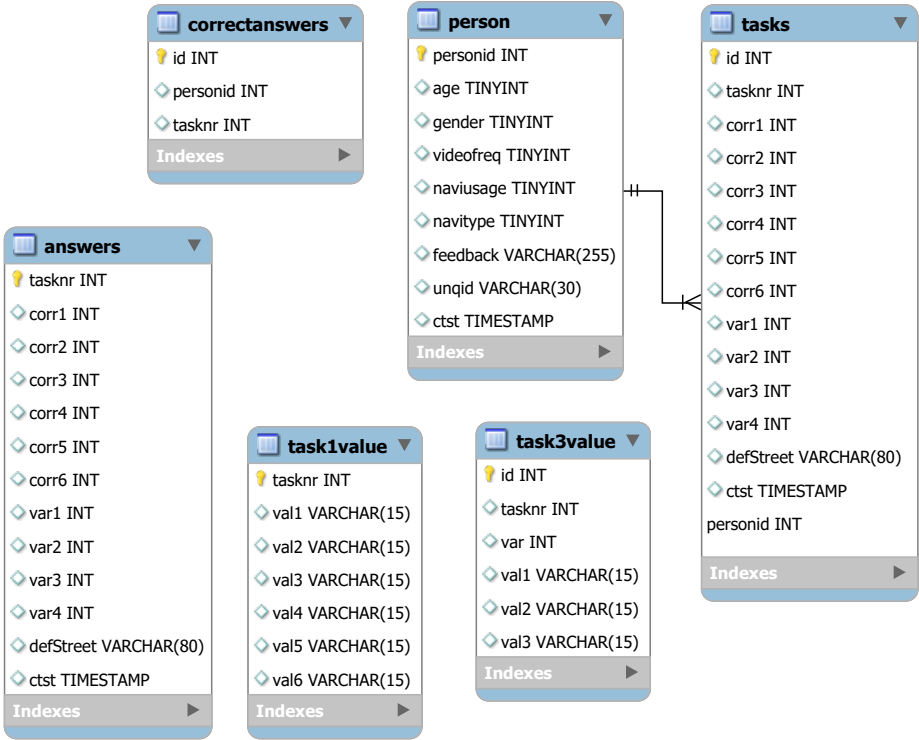 correctanswers
id INT
personid INT
tasknr INT
Indexes
person
personid INT
age TINYINT
gender TINYINT
videofreq TINYINT
naviusage TINYINT
navitype TINYINT
feedback VARCHAR(255)
unqid VARCHAR(30)
ctst TIMESTAMP
Indexes
tasks
id INT
tasknr INT
corr1 INT
corr2 INT
corr3 INT
corr4 INT
corr5 INT
corr6 INT
var1 INT
var2 INT
var3 INT
var4 INT
defStreet VARCHAR(80)
ctst TIMESTAMP
personid INT
Indexes
answers
tasknr INT
corr1 INT
corr2 INT
corr3 INT
corr4 INT
corr5 INT
corr6 INT
var1 INT
var2 INT
var3 INT
var4 INT
defStreet VARCHAR(80)
ctst TIMESTAMP
Indexes
task1value
tasknr INT
val1 VARCHAR(15)
val2 VARCHAR(15)
val3 VARCHAR(15)
val4 VARCHAR(15)
val5 VARCHAR(15)
val6 VARCHAR(15)
Indexes
task3value
id INT
tasknr INT
var INT
val1 VARCHAR(15)
val2 VARCHAR(15)
val3 VARCHAR(15)
Indexes